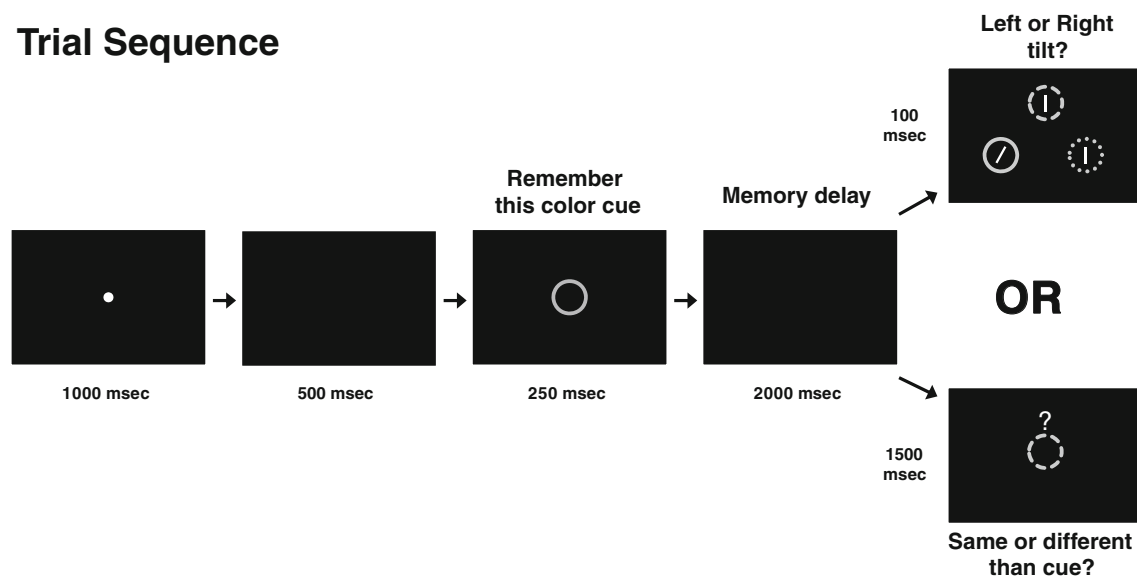 Trial Sequence
Left or Right
tilt?
100
msec
Remember
this color cue
Memory delay
OR
1000 msec
500 msec
250 msec
2000 msec
?
1500
msec
Same or different
than cue?